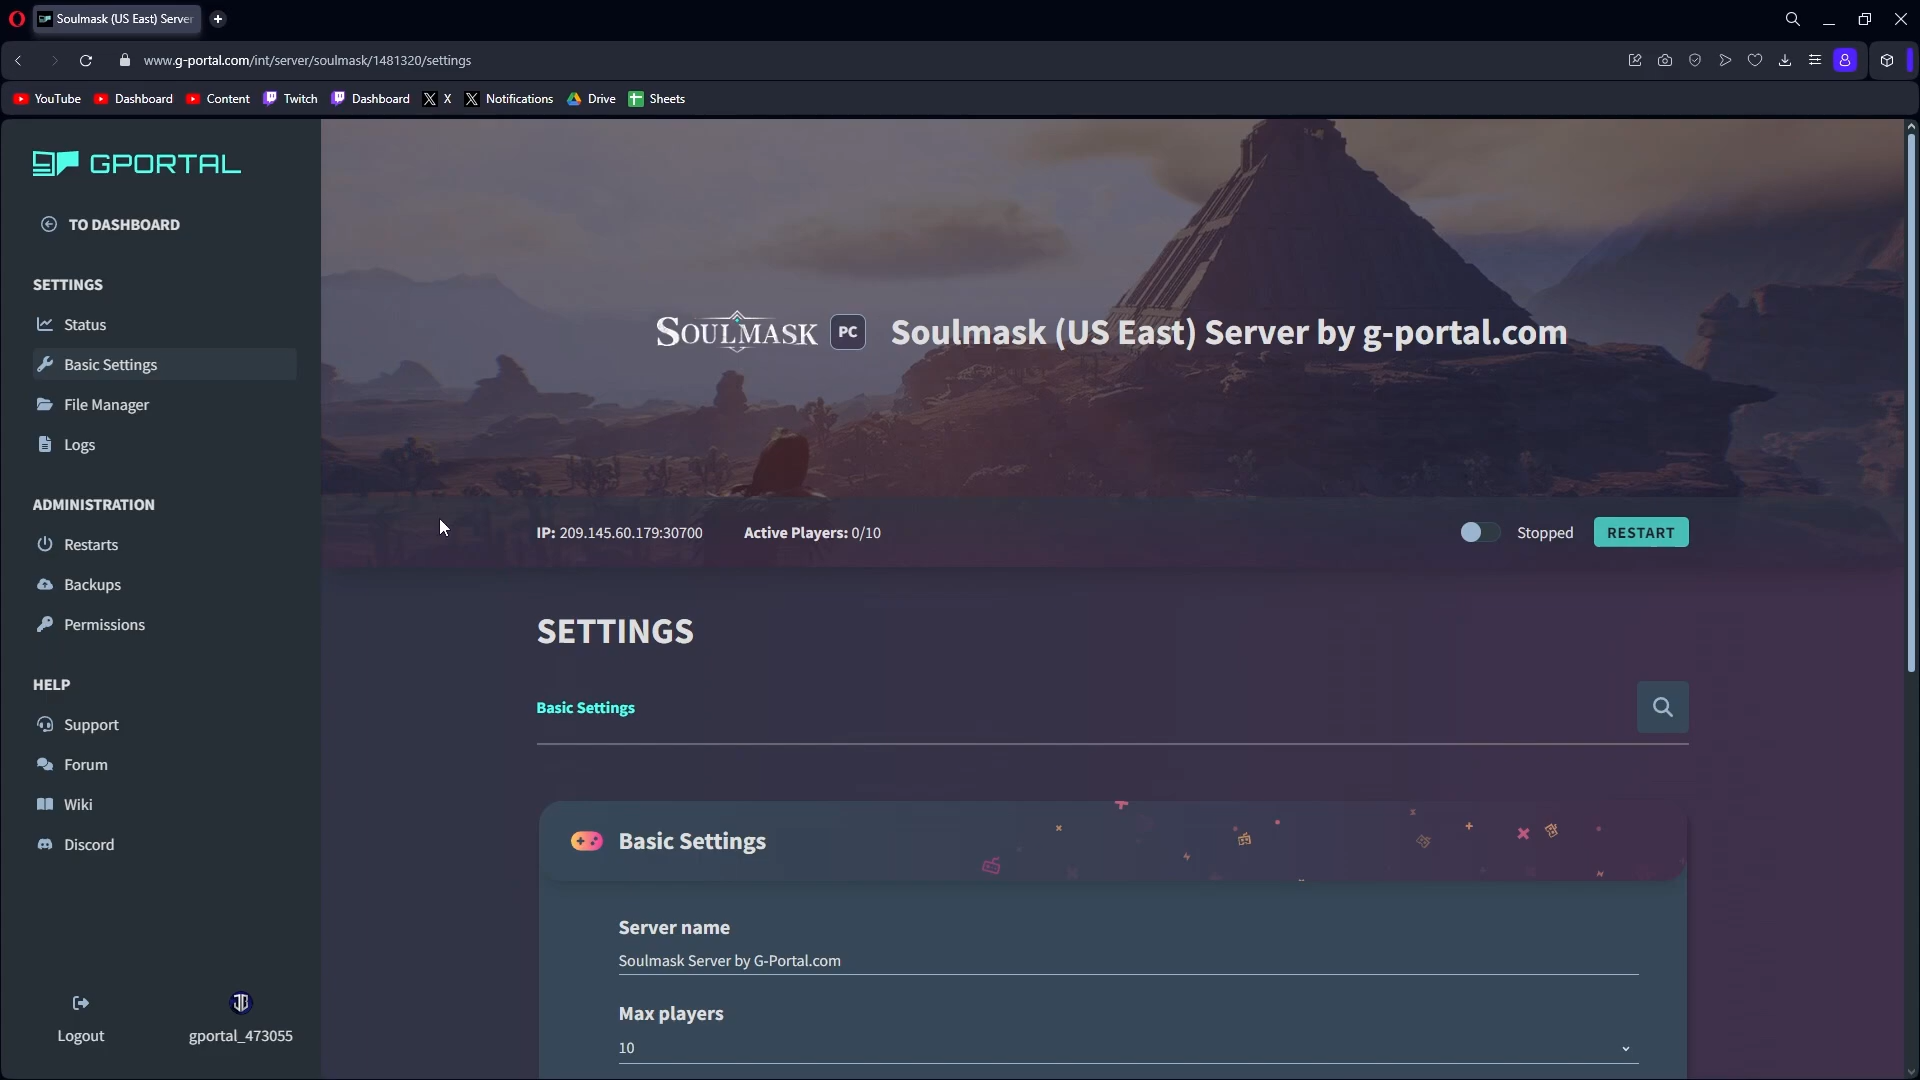 Soulmask (US East) Server
www.g-portal.com/int/server/soulmask/1481320/settings
YouTube
Dashboard
Content
Twitch
Dashboard
X
Notifications
Drive
Sheets
GPORTAL
TO DASHBOARD
SETTINGS
Status
Basic Settings
File Manager
Logs
ADMINISTRATION
Restarts
Backups
Permissions
HELP
Support
Forum
Wiki
Discord
Logout
gportal_473055
SOULMASK
PC
Soulmask (US East) Server by g-portal.com
IP: 209.145.60.179:30700
Active Players: 0/10
Stopped
RESTART
SETTINGS
Basic Settings
Basic Settings
Server name
Soulmask Server by G-Portal.com
Max players
10